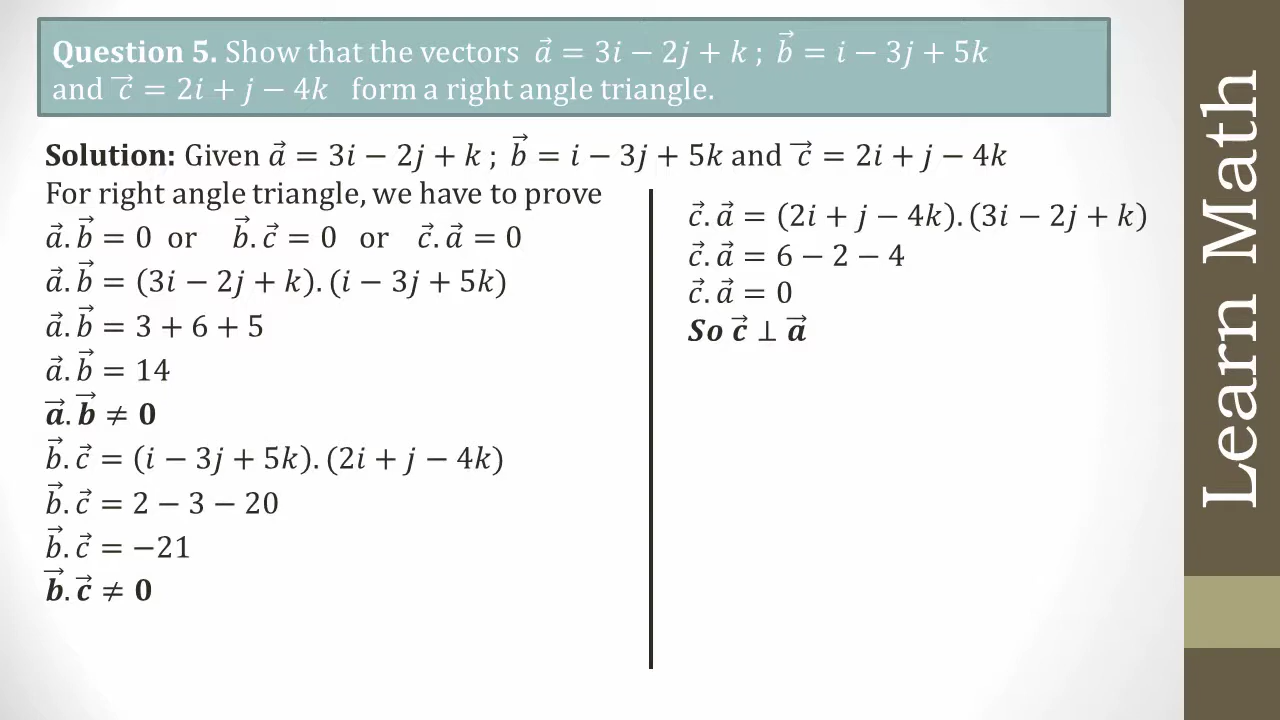 Question 5. Show that the vectors a⃗ = 3i − 2j + k ; b⃗ = i − 3j + 5k
and c⃗ = 2i + j − 4k form a right angle triangle.
Solution: Given a⃗ = 3i − 2j + k ; b⃗ = i − 3j + 5k and c⃗ = 2i + j − 4k
For right angle triangle, we have to prove
a⃗. b⃗ = 0 or b⃗. c⃗ = 0 or c⃗. a⃗ = 0
a⃗. b⃗ = (3i − 2j + k). (i − 3j + 5k)
a⃗. b⃗ = 3 + 6 + 5
a⃗. b⃗ = 14
a⃗. b⃗ ≠ 0
b⃗. c⃗ = (i − 3j + 5k). (2i + j − 4k)
b⃗. c⃗ = 2 − 3 − 20
b⃗. c⃗ = −21
b⃗. c⃗ ≠ 0
c⃗. a⃗ = (2i + j − 4k). (3i − 2j + k)
c⃗. a⃗ = 6 − 2 − 4
c⃗. a⃗ = 0
So c⃗ ⊥ a⃗
Learn Math